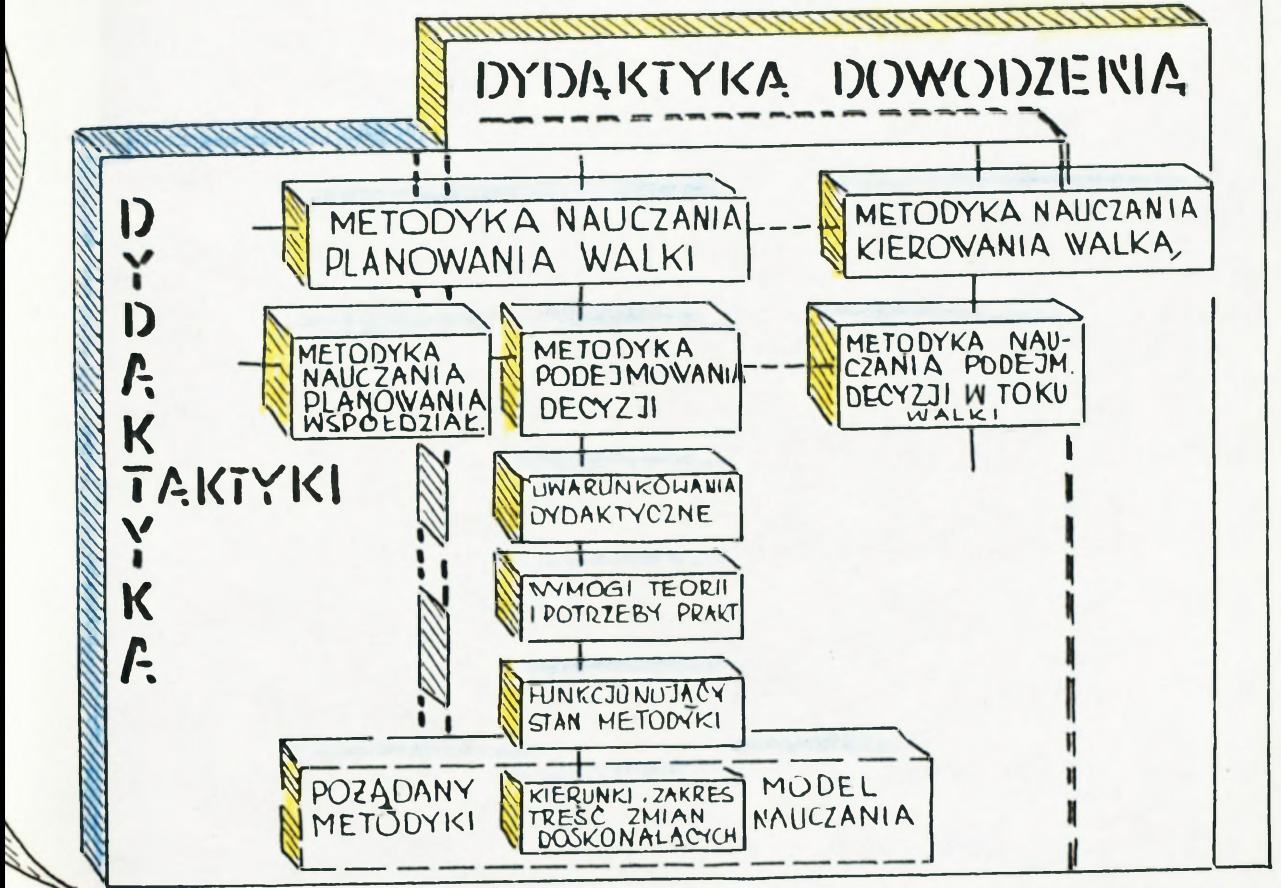 DYDAKTYKA DOWODZENIA
DYDAKTYKA
TAKTYKI
METODYKA NAUCZANIA
PLANOWANIA WALKI
METODYKA NAUCZANIA
KIEROWANIA WALKĄ
METODYKA
NAUCZANIA
PLANOWANIA
WSPÓŁDZIAŁ.
METODYKA
PODEJMOWANIA
DECYZJI
METODYKA NAU-
CZANIA PODEJM.
DECYZJI W TOKU
WALKI
UWARUNKOWANIA
DYDAKTYCZNE
WYMOGI TEORII
I POTRZEBY PRAKT
FUNKCJONUJĄCY
STAN METODYKI
POŻĄDANY
METODYKI
KIERUNKI, ZAKRES
TREŚĆ ZMIAN
DOSKONALĄCYCH
MODEL
NAUCZANIA